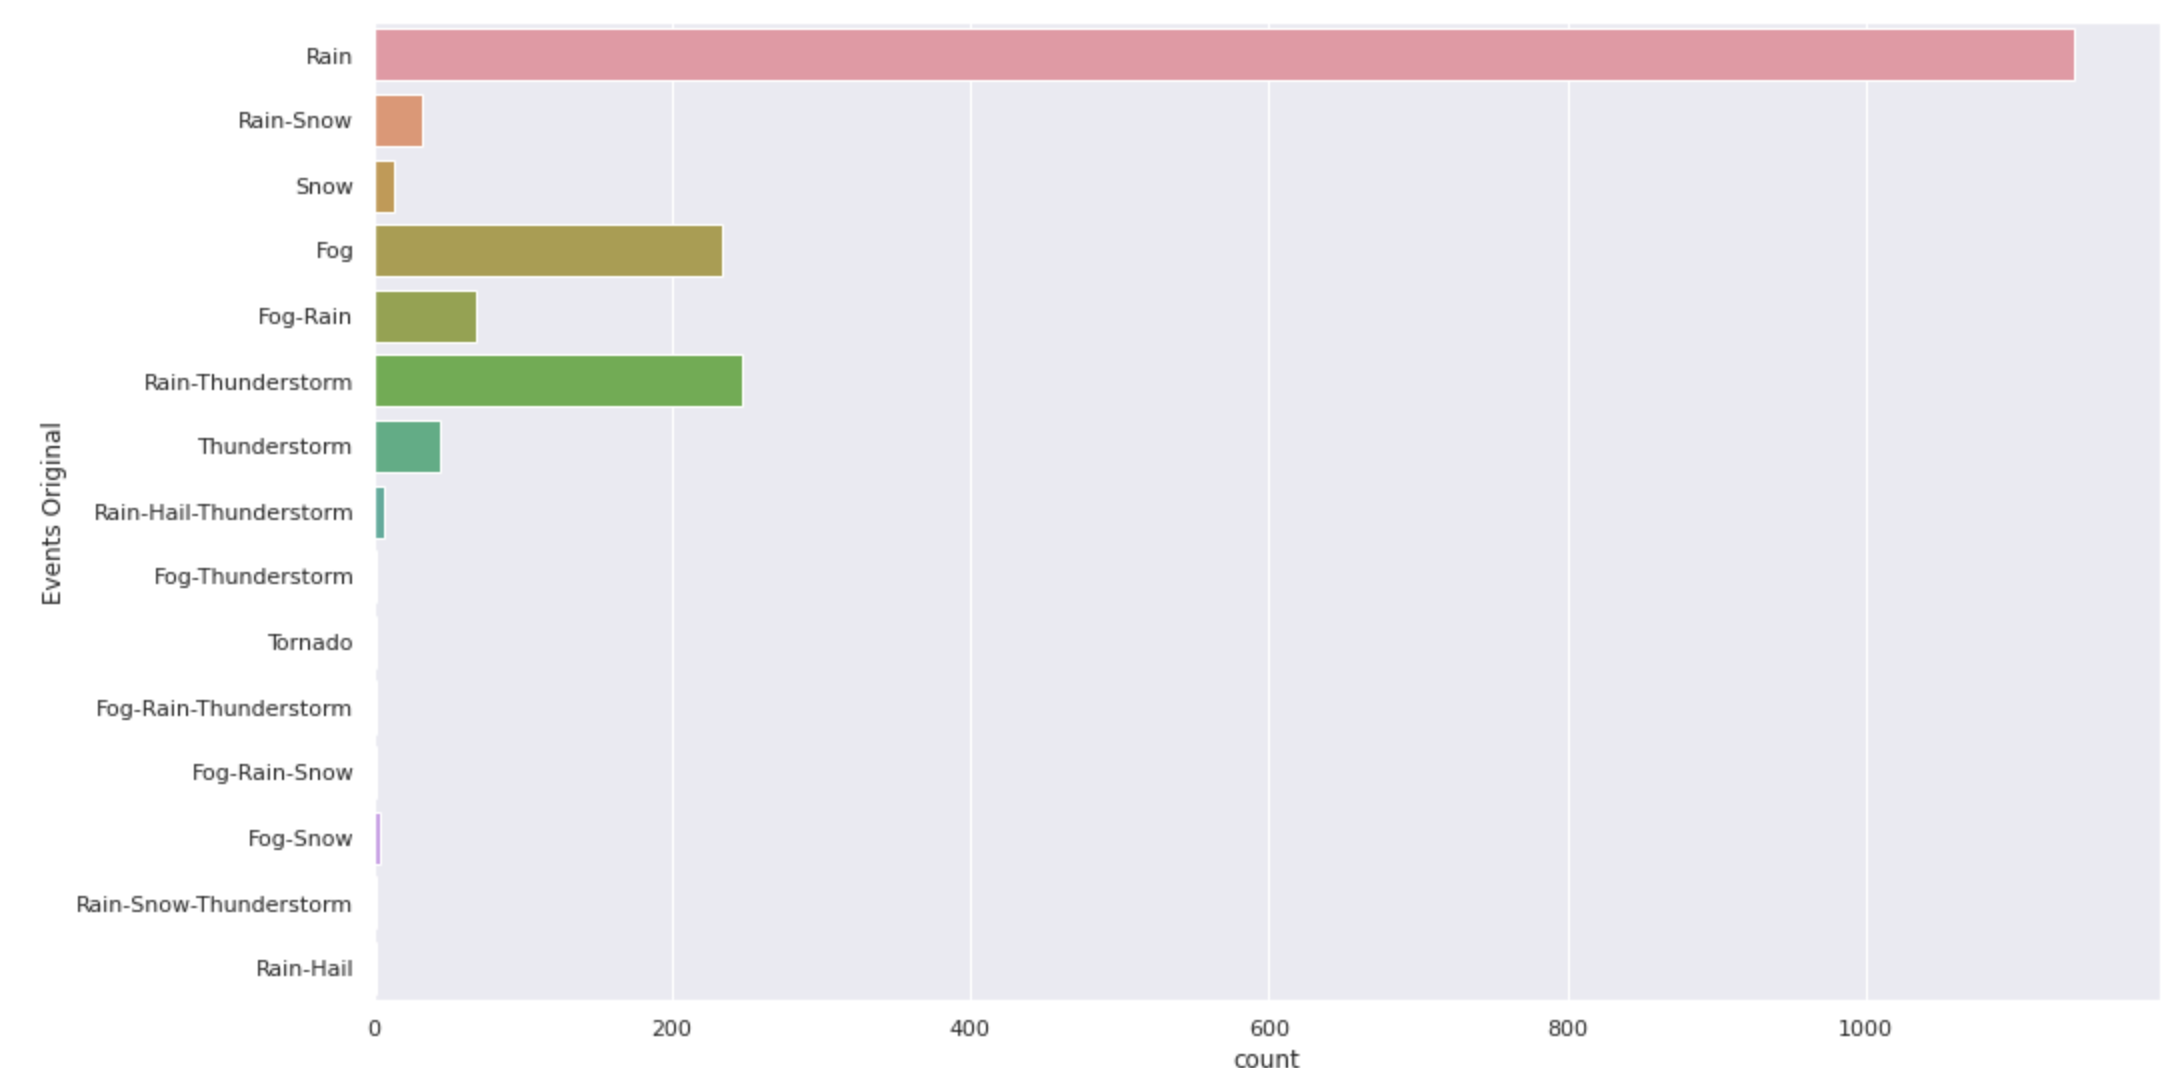 Rain
Rain-Snow
Snow
Fog
Fog-Rain
Rain-Thunderstorm
Thunderstorm
Rain-Hail-Thunderstorm
Fog-Thunderstorm
Tornado
Fog-Rain-Thunderstorm
Fog-Rain-Snow
Fog-Snow
Rain-Snow-Thunderstorm
Rain-Hail
Events Original
0 200 400 600 800 1000
count